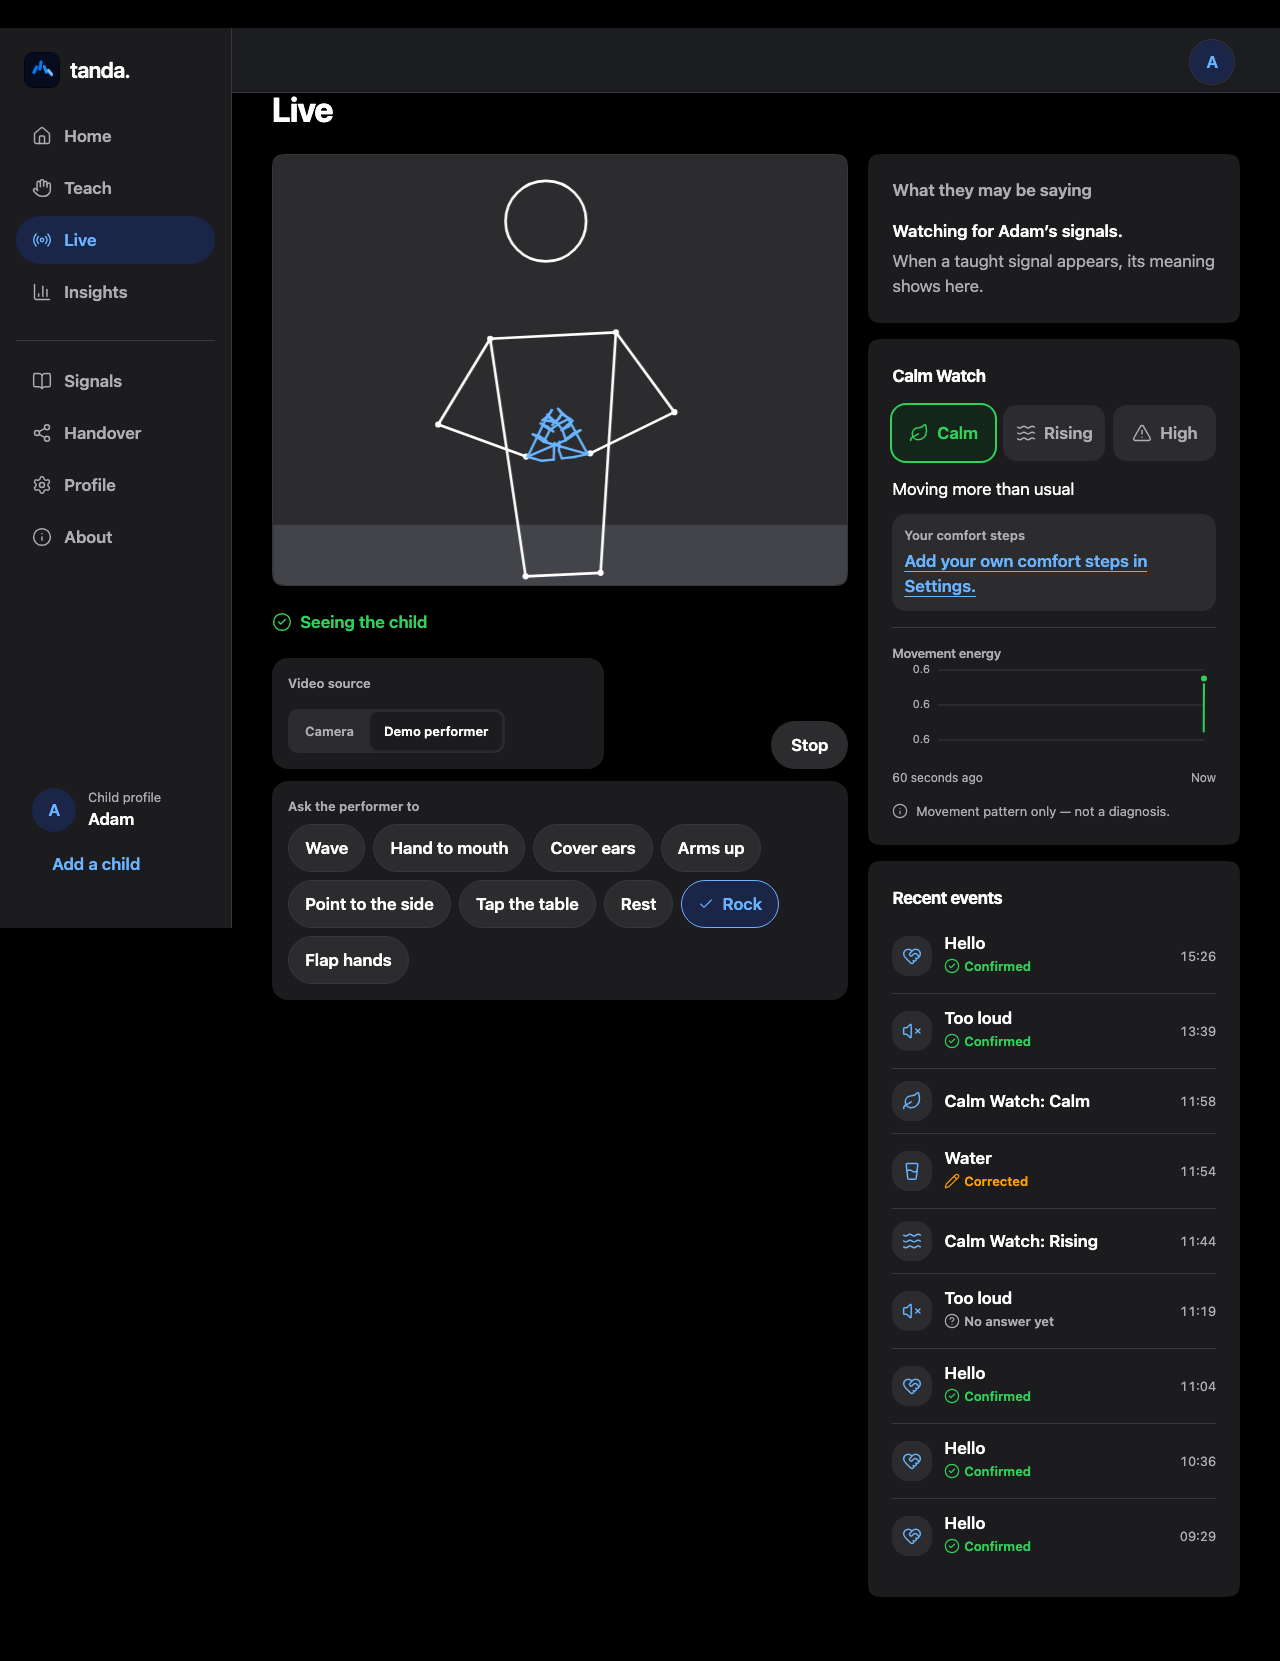 tanda.
A
Home
Teach
Live
Insights
Signals
Handover
Profile
About
Child profile
A
Adam
Add a child
Live
Seeing the child
Video source
Camera
Demo performer
Stop
Ask the performer to
Wave
Hand to mouth
Cover ears
Arms up
Point to the side
Tap the table
Rest
Rock
Flap hands
What they may be saying
Watching for Adam’s signals.
When a taught signal appears, its meaning
shows here.
Calm Watch
Calm
Rising
High
Moving more than usual
Your comfort steps
Add your own comfort steps in
Settings.
Movement energy
0.6
0.6
0.6
60 seconds ago
Now
Movement pattern only — not a diagnosis.
Recent events
Hello
Confirmed
15:26
Too loud
Confirmed
13:39
Calm Watch: Calm
11:58
Water
Corrected
11:54
Calm Watch: Rising
11:44
Too loud
No answer yet
11:19
Hello
Confirmed
11:04
Hello
Confirmed
10:36
Hello
Confirmed
09:29